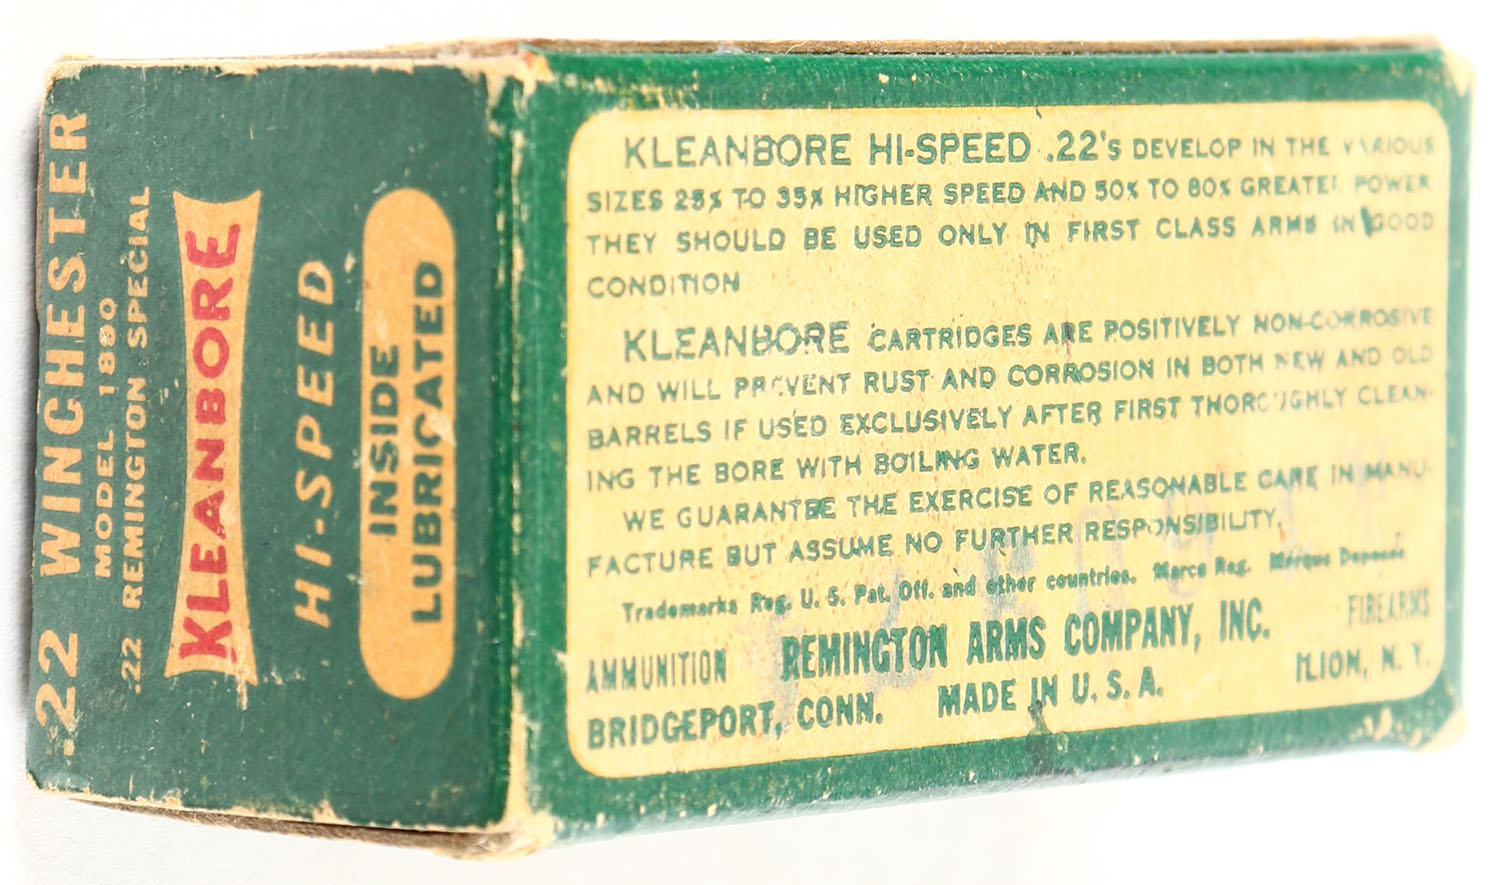 .22 WINCHESTER
MODEL 1890
.22 REMINGTON SPECIAL
KLEANBORE
HI-SPEED
INSIDE
LUBRICATED
KLEANBORE HI-SPEED .22's DEVELOP IN THE VARIOUS
SIZES 25% TO 35% HIGHER SPEED AND 50% TO 80% GREATER POWER
THEY SHOULD BE USED ONLY IN FIRST CLASS ARMS IN GOOD
CONDITION
KLEANBORE CARTRIDGES ARE POSITIVELY NON-CORROSIVE
AND WILL PREVENT RUST AND CORROSION IN BOTH NEW AND OLD
BARRELS IF USED EXCLUSIVELY AFTER FIRST THOROUGHLY CLEAN-
ING THE BORE WITH BOILING WATER.
WE GUARANTEE THE EXERCISE OF REASONABLE CARE IN MANU-
FACTURE BUT ASSUME NO FURTHER RESPONSIBILITY.
Trademarks Reg. U. S. Pat. Off. and other countries. Marca Reg. Marque Deposée
AMMUNITION REMINGTON ARMS COMPANY, INC. FIREARMS
BRIDGEPORT, CONN. MADE IN U. S. A. ILION, N. Y.